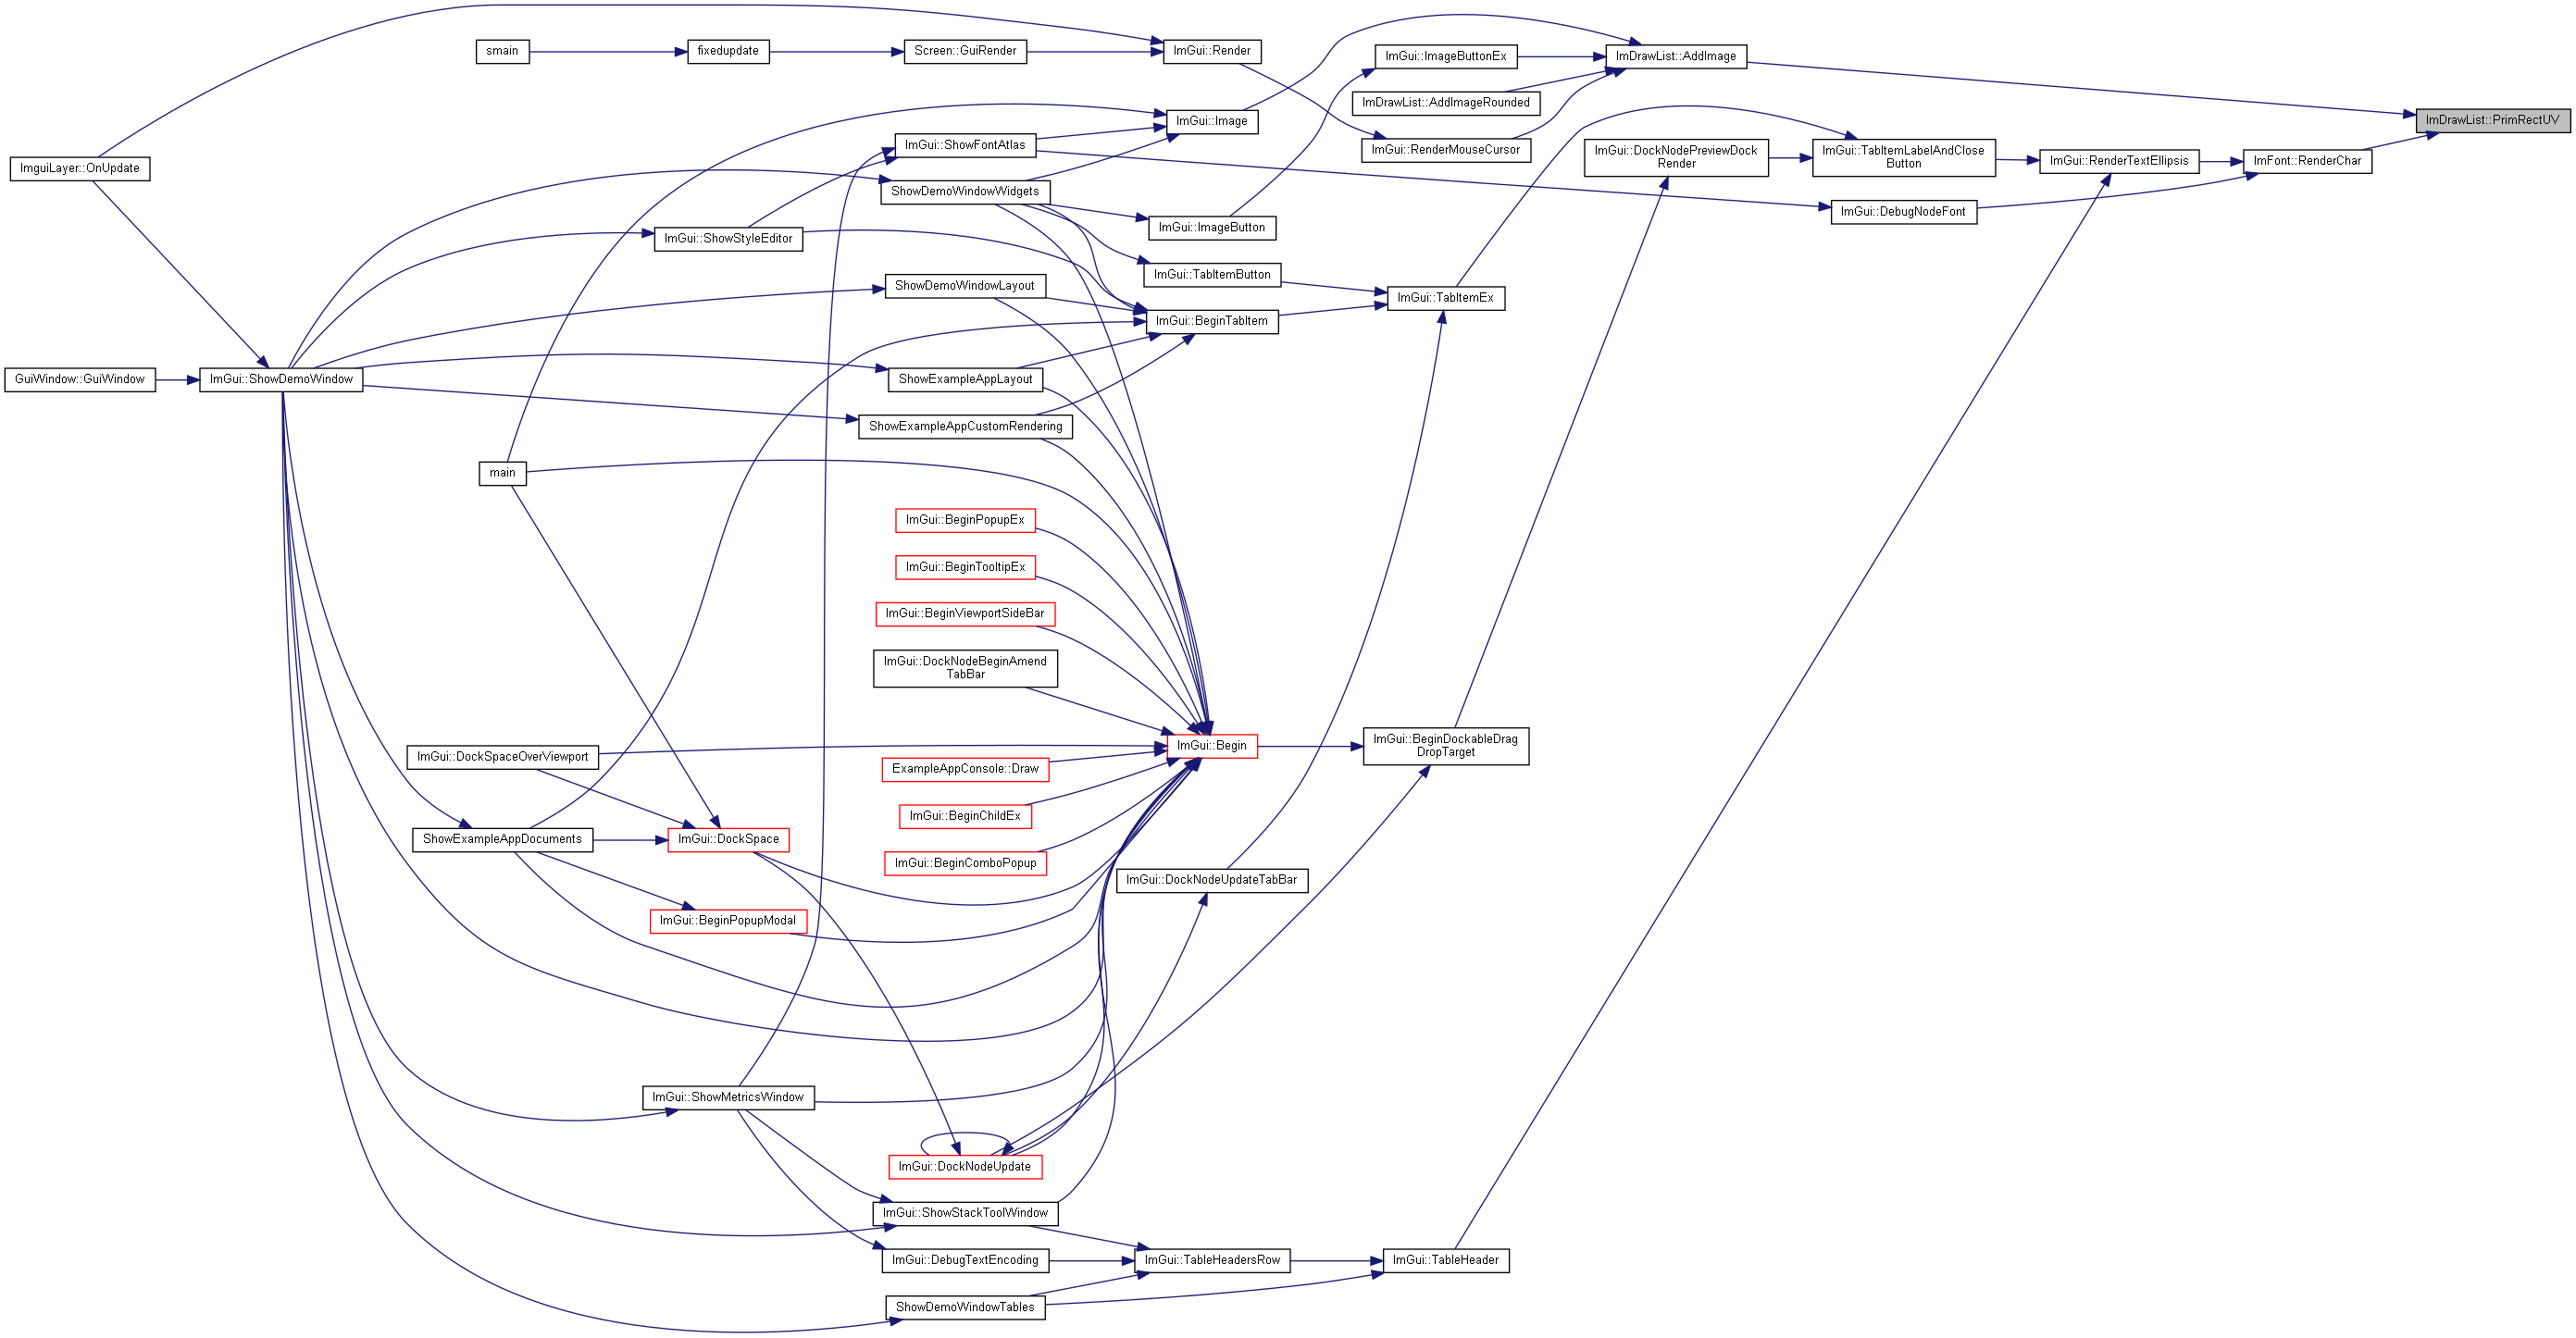 smain
fixedupdate
Screen::GuiRender
ImGui::Render
ImGui::ImageButtonEx
ImDrawList::AddImage
ImDrawList::AddImageRounded
ImGui::Image
ImDrawList::PrimRectUV
ImGui::ShowFontAtlas
ImGui::RenderMouseCursor
ImGui::DockNodePreviewDock
Render
ImGui::TabItemLabelAndClose
Button
ImGui::RenderTextEllipsis
ImFont::RenderChar
ImguiLayer::OnUpdate
ShowDemoWindowWidgets
ImGui::DebugNodeFont
ImGui::ImageButton
ImGui::ShowStyleEditor
ImGui::TabItemButton
ShowDemoWindowLayout
ImGui::TabItemEx
ImGui::BeginTabItem
GuiWindow::GuiWindow
ImGui::ShowDemoWindow
ShowExampleAppLayout
ShowExampleAppCustomRendering
main
ImGui::BeginPopupEx
ImGui::BeginTooltipEx
ImGui::BeginViewportSideBar
ImGui::DockNodeBeginAmend
TabBar
ImGui::Begin
ImGui::BeginDockableDrag
DropTarget
ImGui::DockSpaceOverViewport
ExampleAppConsole::Draw
ImGui::BeginChildEx
ShowExampleAppDocuments
ImGui::DockSpace
ImGui::BeginComboPopup
ImGui::DockNodeUpdateTabBar
ImGui::BeginPopupModal
ImGui::ShowMetricsWindow
ImGui::DockNodeUpdate
ImGui::ShowStackToolWindow
ImGui::DebugTextEncoding
ImGui::TableHeadersRow
ImGui::TableHeader
ShowDemoWindowTables